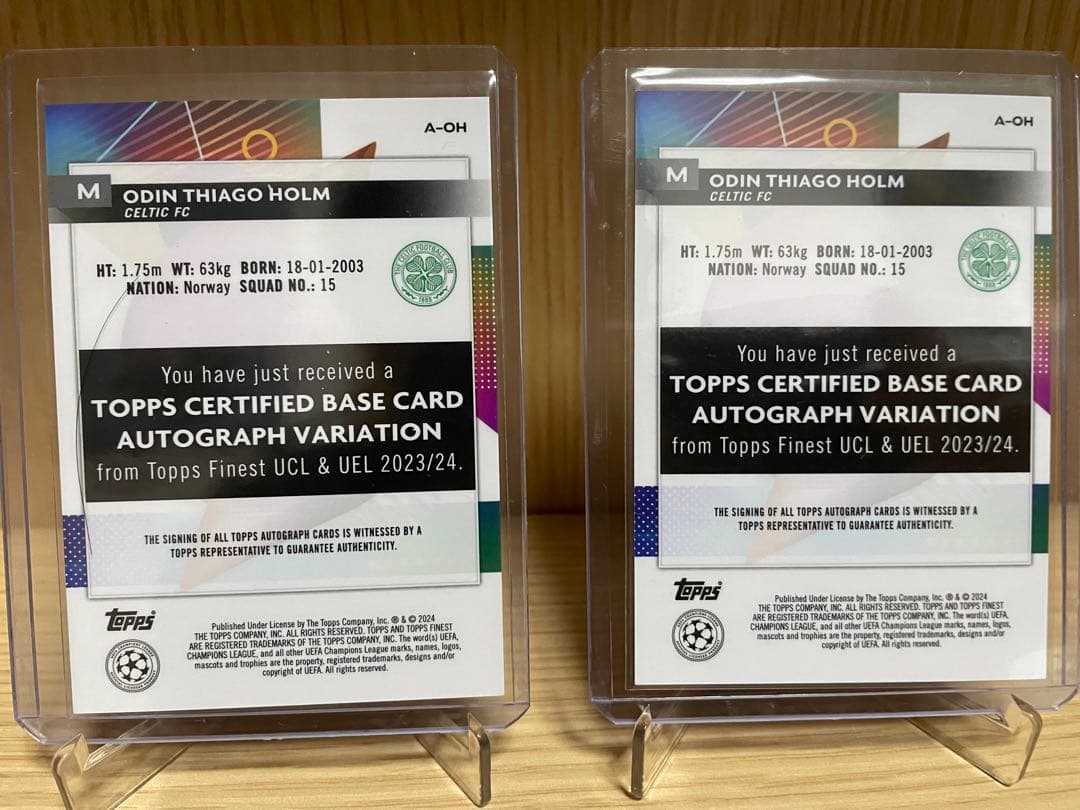 A-OH
M
ODIN THIAGO HOLM
CELTIC FC
HT: 1.75m WT: 63kg BORN: 18-01-2003
NATION: Norway SQUAD NO.: 15
THE CELTIC FOOTBALL CLUB
1888
You have just received a
TOPPS CERTIFIED BASE CARD
AUTOGRAPH VARIATION
from Topps Finest UCL & UEL 2023/24.
THE SIGNING OF ALL TOPPS AUTOGRAPH CARDS IS WITNESSED BY A
TOPPS REPRESENTATIVE TO GUARANTEE AUTHENTICITY.
topps®
Published Under License by The Topps Company, Inc. ® & © 2024
THE TOPPS COMPANY, INC. ALL RIGHTS RESERVED. TOPPS AND TOPPS FINEST
ARE REGISTERED TRADEMARKS OF THE TOPPS COMPANY, INC. The word(s) UEFA,
CHAMPIONS LEAGUE, and all other UEFA Champions League marks, names, logos,
mascots and trophies are the property, registered trademarks, designs and/or
copyright of UEFA. All rights reserved.
A-OH
M
ODIN THIAGO HOLM
CELTIC FC
HT: 1.75m WT: 63kg BORN: 18-01-2003
NATION: Norway SQUAD NO.: 15
THE CELTIC FOOTBALL CLUB
1888
You have just received a
TOPPS CERTIFIED BASE CARD
AUTOGRAPH VARIATION
from Topps Finest UCL & UEL 2023/24.
THE SIGNING OF ALL TOPPS AUTOGRAPH CARDS IS WITNESSED BY A
TOPPS REPRESENTATIVE TO GUARANTEE AUTHENTICITY.
topps®
Published Under License by The Topps Company, Inc. ® & © 2024
THE TOPPS COMPANY, INC. ALL RIGHTS RESERVED. TOPPS AND TOPPS FINEST
ARE REGISTERED TRADEMARKS OF THE TOPPS COMPANY, INC. The word(s) UEFA,
CHAMPIONS LEAGUE, and all other UEFA Champions League marks, names, logos,
mascots and trophies are the property, registered trademarks, designs and/or
copyright of UEFA. All rights reserved.